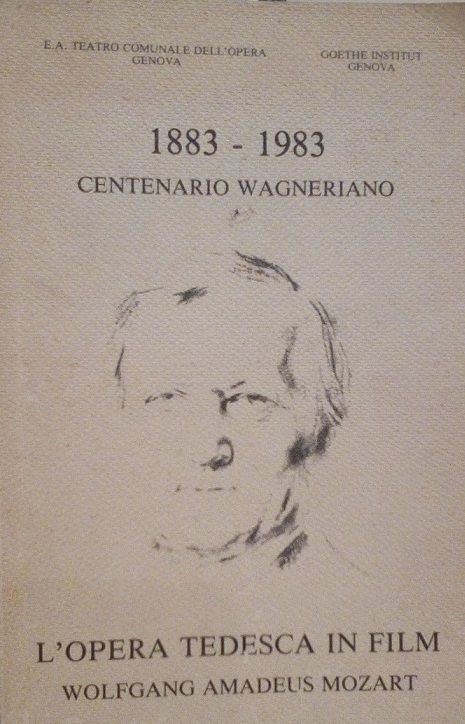 E.A. TEATRO COMUNALE DELL'OPERA
GENOVA
GOETHE INSTITUT
GENOVA
1883 - 1983
CENTENARIO WAGNERIANO
L'OPERA TEDESCA IN FILM
WOLFGANG AMADEUS MOZART